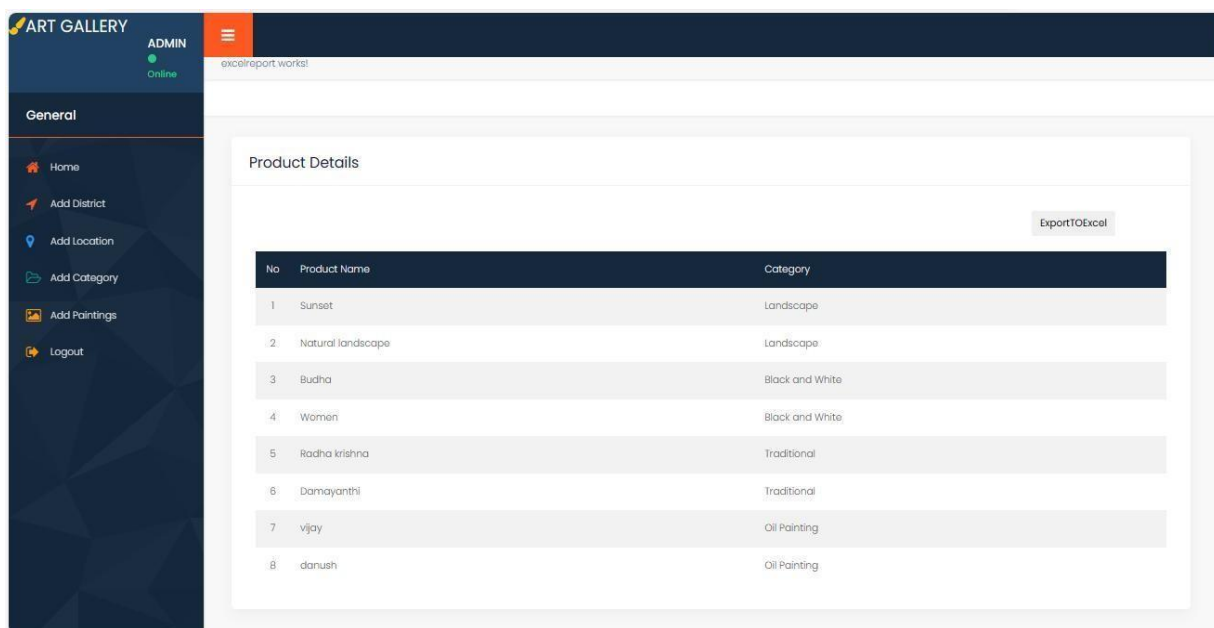 ART GALLERY
ADMIN
Online
excelreport works!
General
Home
Add District
Add Location
Add Category
Add Paintings
Logout
Product Details
ExportTOExcel
No Product Name Category
1 Sunset Landscape
2 Natural landscape Landscape
3 Budha Black and White
4 Women Black and White
5 Radha krishna Traditional
6 Damayanthi Traditional
7 vijay Oil Painting
8 danush Oil Painting